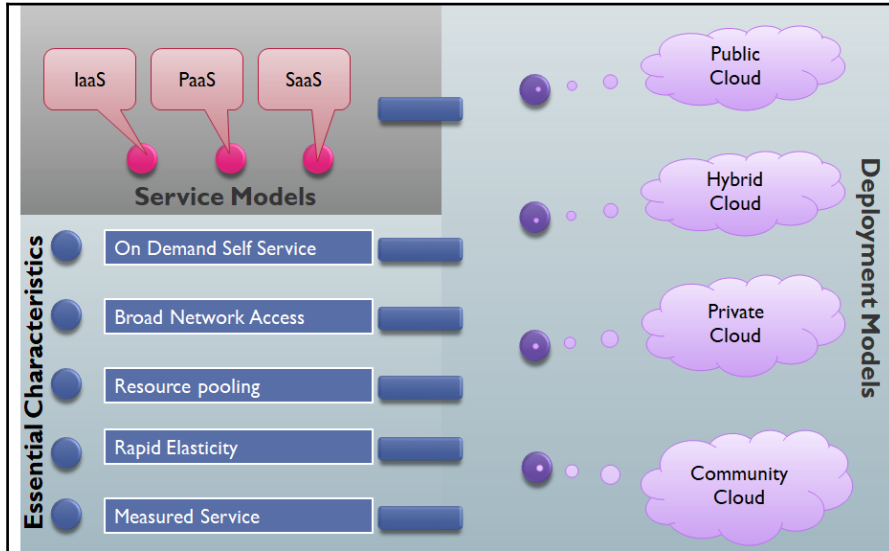 IaaS
PaaS
SaaS
Service Models
Essential Characteristics
On Demand Self Service
Broad Network Access
Resource pooling
Rapid Elasticity
Measured Service
Public
Cloud
Hybrid
Cloud
Private
Cloud
Community
Cloud
Deployment Models